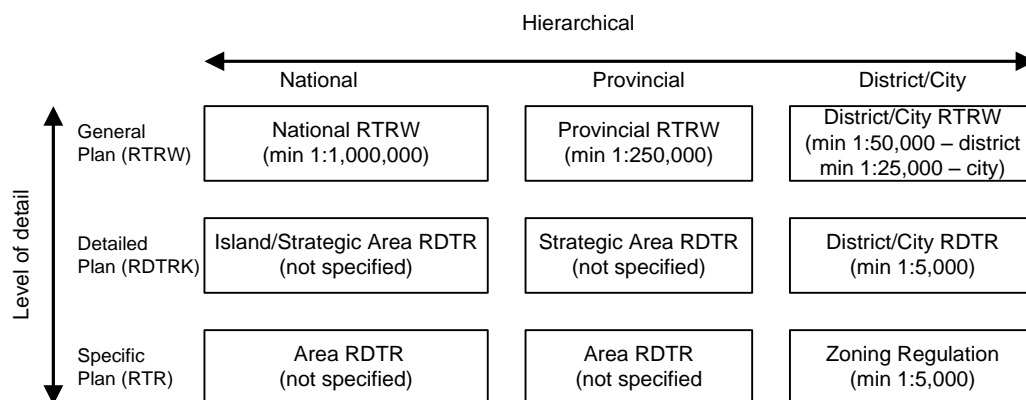 Hierarchical
National
Provincial
District/City
Level of detail
General
Plan (RTRW)
National RTRW
(min 1:1,000,000)
Provincial RTRW
(min 1:250,000)
District/City RTRW
(min 1:50,000 – district
min 1:25,000 – city)
Detailed
Plan (RDTRK)
Island/Strategic Area RDTR
(not specified)
Strategic Area RDTR
(not specified)
District/City RDTR
(min 1:5,000)
Specific
Plan (RTR)
Area RDTR
(not specified)
Area RDTR
(not specified
Zoning Regulation
(min 1:5,000)